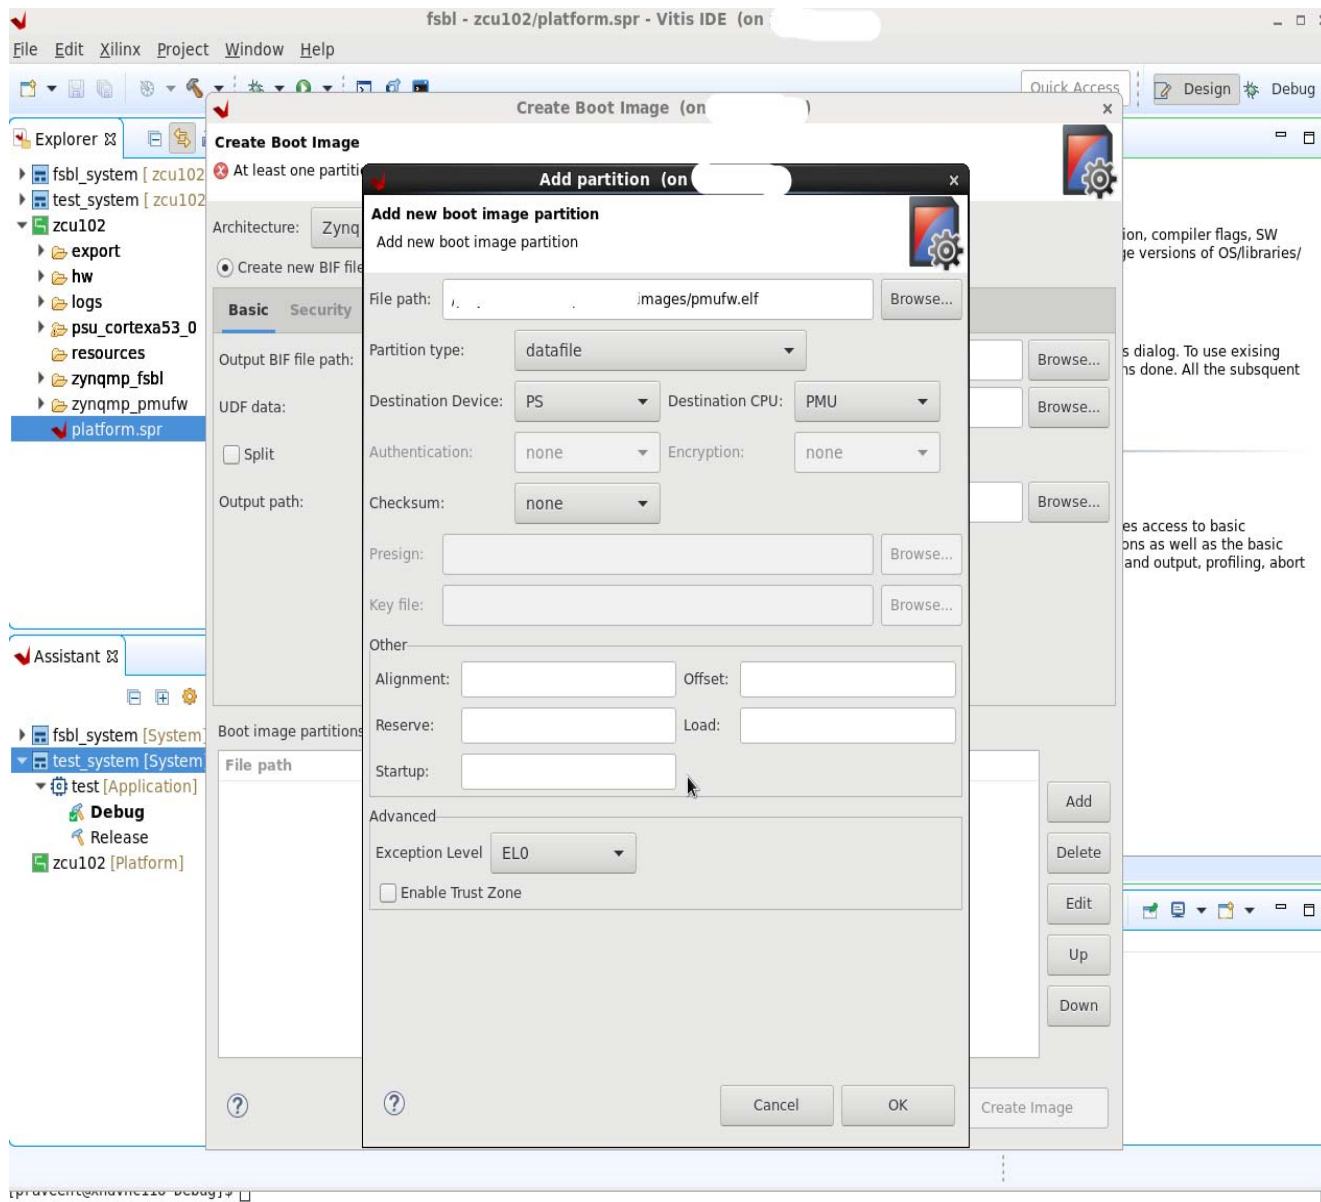 fsbl - zcu102/platform.spr - Vitis IDE (on
File Edit Xilinx Project Window Help
Quick Access
Design
Debug
Create Boot Image (on )
Explorer
Create Boot Image
At least one partiti
fsbl_system [ zcu102
test_system [ zcu102
zcu102
export
hw
logs
psu_cortexa53_0
resources
zynqmp_fsbl
zynqmp_pmufw
platform.spr
Architecture: Zynq
Create new BIF file
Basic Security
Output BIF file path:
Browse...
UDF data:
Browse...
Split
Output path:
Browse...
Add partition (on
Add new boot image partition
Add new boot image partition
File path: images/pmufw.elf Browse...
Partition type: datafile
Destination Device: PS Destination CPU: PMU
Authentication: none Encryption: none
Checksum: none
Presign: Browse...
Key file: Browse...
Other
Alignment: Offset:
Reserve: Load:
Startup:
Advanced
Exception Level EL0
Enable Trust Zone
Cancel OK
ion, compiler flags, SW
ge versions of OS/libraries/
s dialog. To use exising
ns done. All the subsquent
es access to basic
ons as well as the basic
and output, profiling, abort
Assistant
fsbl_system [System]
test_system [System
test [Application]
Debug
Release
zcu102 [Platform]
Boot image partitions
File path
Add
Delete
Edit
Up
Down
Create Image